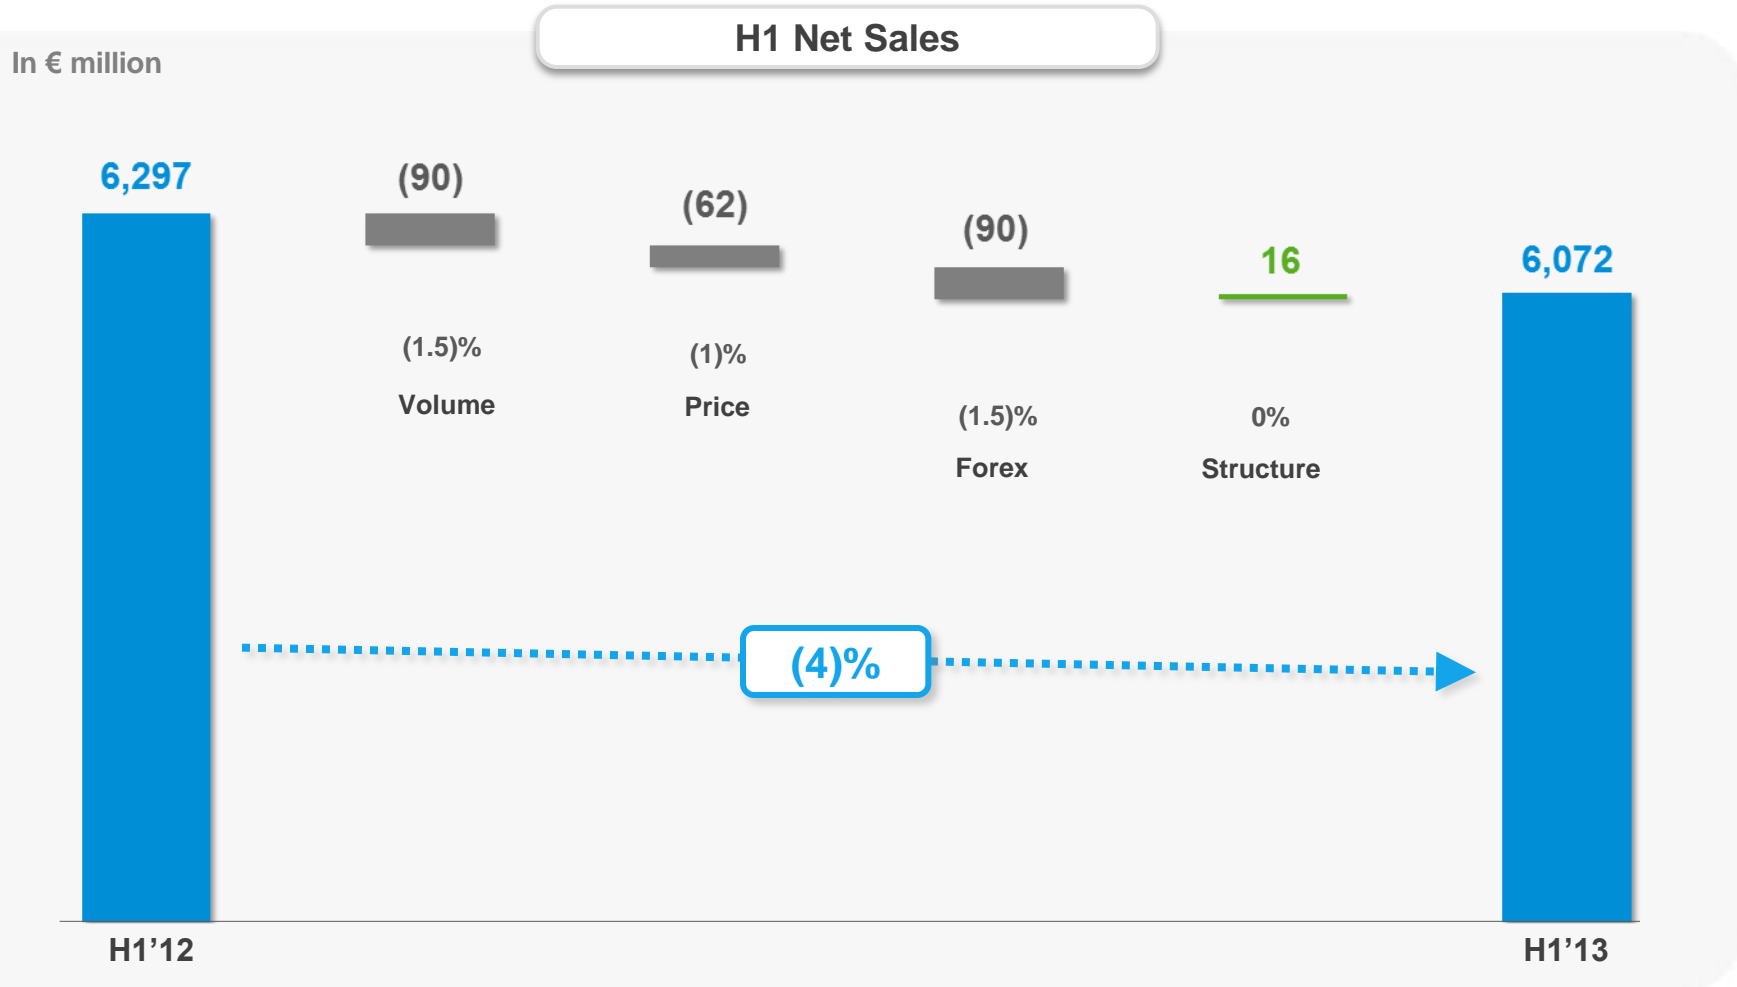 H1 Net Sales
In € million
6,297
(90)
(62)
(90)
16
6,072
(1.5)%
(1)%
Volume
Price
(1.5)%
0%
Forex
Structure
(4)%
H1’12
H1’13